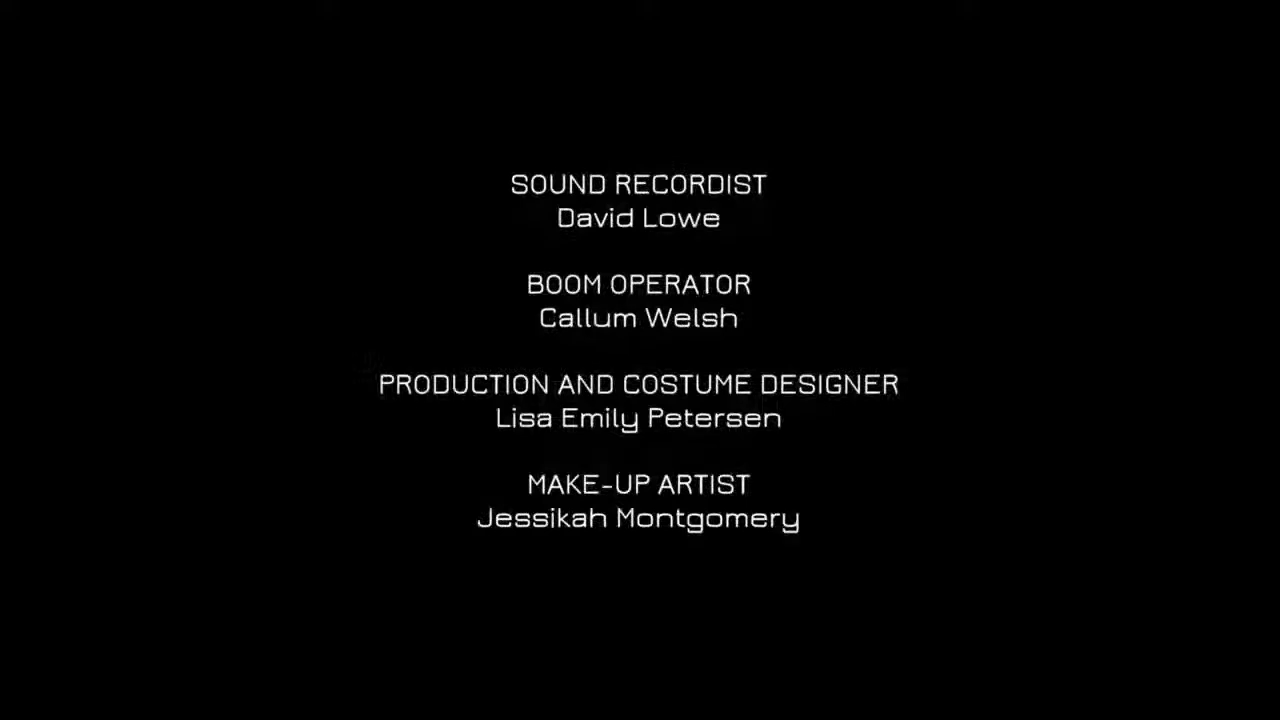 SOUND RECORDIST
David Lowe
BOOM OPERATOR
Callum Welsh
PRODUCTION AND COSTUME DESIGNER
Lisa Emily Petersen
MAKE-UP ARTIST
Jessikah Montgomery